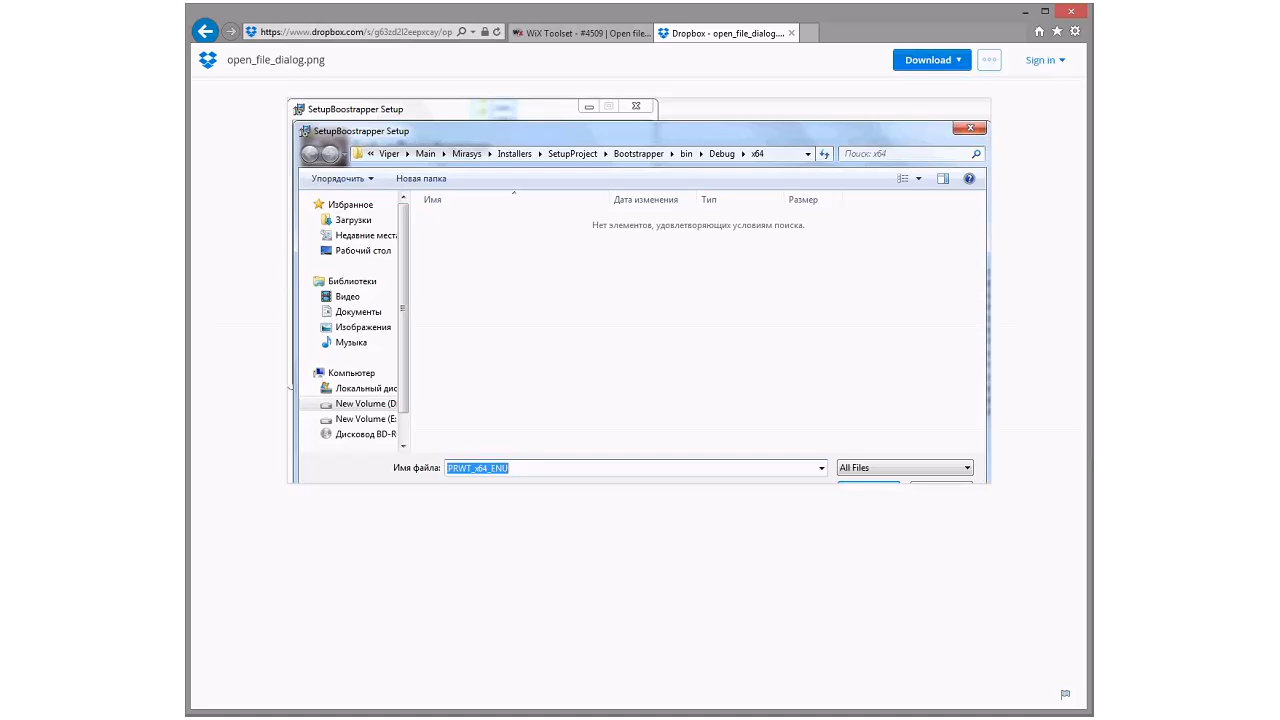 https://www.dropbox.com/s/g63zd2l2eepxcay/op
WiX Toolset - #4509 | Open file...
Dropbox - open_file_dialog....
open_file_dialog.png
Download
Sign in
SetupBoostrapper Setup
SetupBoostrapper Setup
« Viper Main Mirasys Installers SetupProject Bootstrapper bin Debug x64
Поиск: x64
Упорядочить Новая папка
Имя Дата изменения Тип Размер
Нет элементов, удовлетворяющих условиям поиска.
Избранное
Загрузки
Недавние места
Рабочий стол
Библиотеки
Видео
Документы
Изображения
Музыка
Компьютер
Локальный дис
New Volume (D:
New Volume (E:
Дисковод BD-R
Имя файла: PRWT_x64_ENU All Files